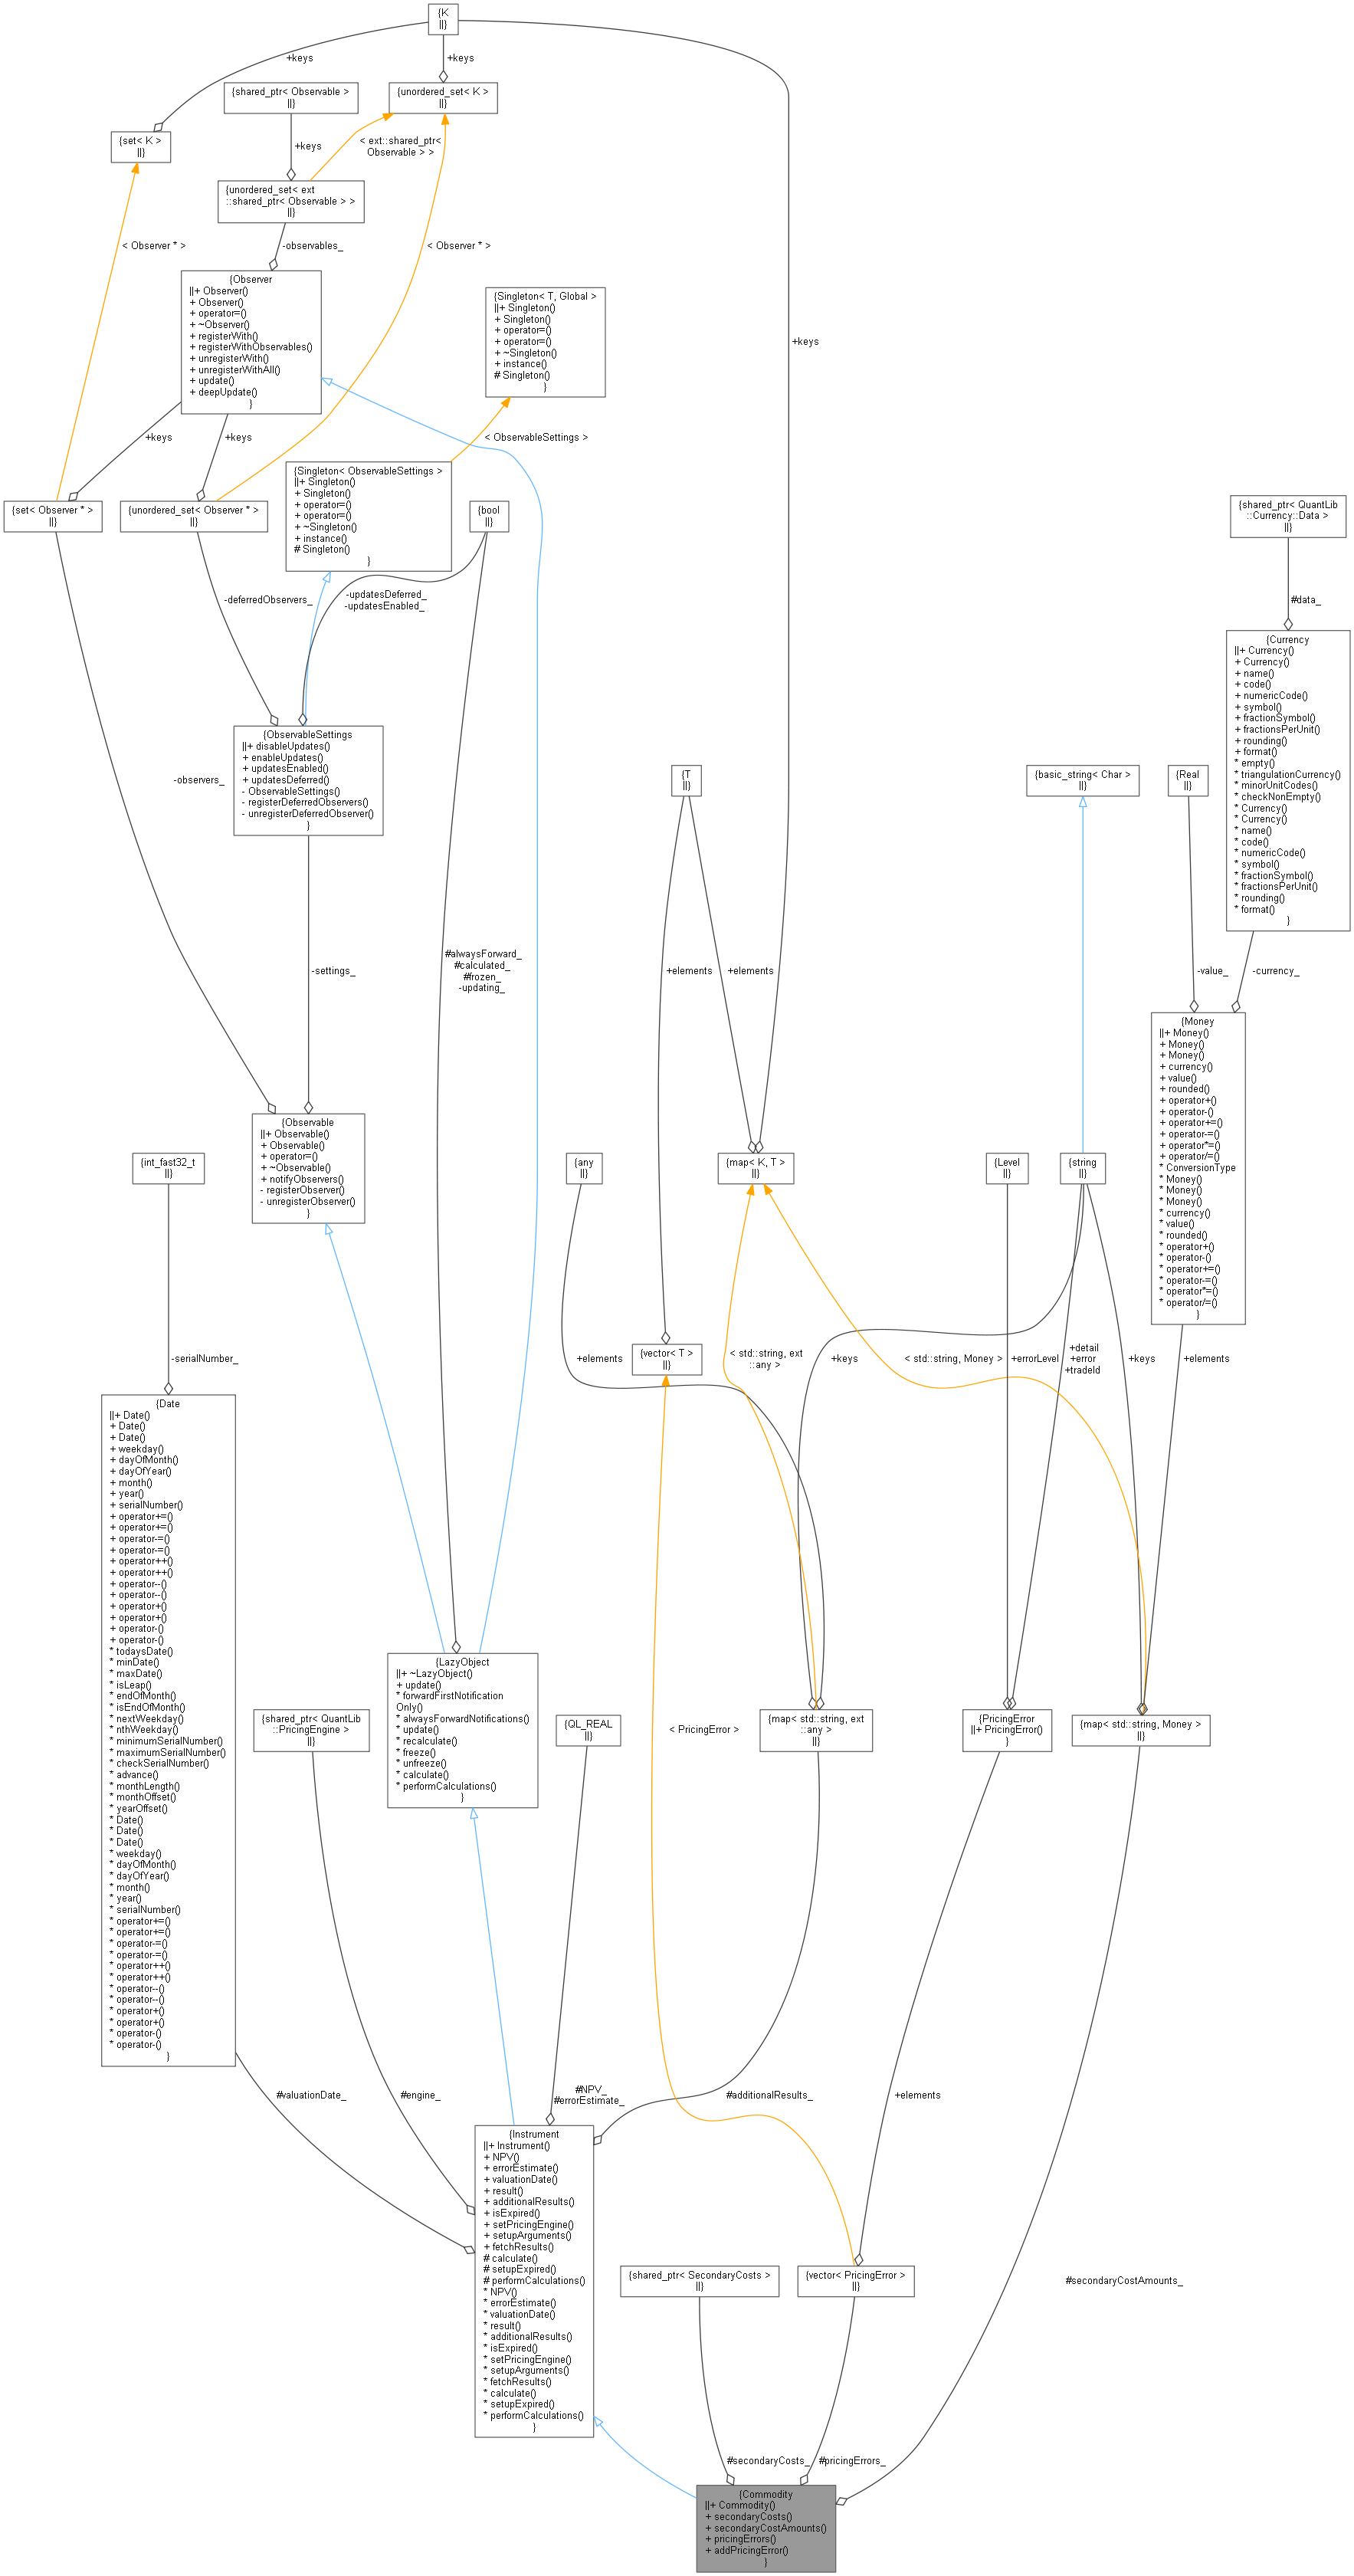 {K
||}
+keys
+keys
{shared_ptr< Observable >
||}
{unordered_set< K >
||}
{set< K >
||}
+keys
< ext::shared_ptr<
Observable > >
{unordered_set< ext
::shared_ptr< Observable > >
||}
< Observer * >
-observables_
< Observer * >
{Observer
||+ Observer()
+ Observer()
+ operator=()
+ ~Observer()
+ registerWith()
+ registerWithObservables()
+ unregisterWith()
+ unregisterWithAll()
+ update()
+ deepUpdate()
}
{Singleton< T, Global >
||+ Singleton()
+ Singleton()
+ operator=()
+ operator=()
+ ~Singleton()
+ instance()
# Singleton()
}
+keys
+keys
+keys
< ObservableSettings >
{Singleton< ObservableSettings >
||+ Singleton()
+ Singleton()
+ operator=()
+ operator=()
+ ~Singleton()
+ instance()
# Singleton()
}
{set< Observer * >
||}
{unordered_set< Observer * >
||}
{bool
||}
{shared_ptr< QuantLib
::Currency::Data >
||}
-deferredObservers_
-updatesDeferred_
-updatesEnabled_
#data_
{Currency
||+ Currency()
+ Currency()
+ name()
+ code()
+ numericCode()
+ symbol()
+ fractionSymbol()
+ fractionsPerUnit()
+ rounding()
+ format()
* empty()
* triangulationCurrency()
* minorUnitCodes()
* checkNonEmpty()
* Currency()
* Currency()
* name()
* code()
* numericCode()
* symbol()
* fractionSymbol()
* fractionsPerUnit()
* rounding()
* format()
}
{ObservableSettings
||+ disableUpdates()
+ enableUpdates()
+ updatesEnabled()
+ updatesDeferred()
- ObservableSettings()
- registerDeferredObservers()
- unregisterDeferredObserver()
}
-observers_
{T
||}
{basic_string< Char >
||}
{Real
||}
-settings_
#alwaysForward_
#calculated_
#frozen_
-updating_
+elements
+elements
-value_
-currency_
{Money
||+ Money()
+ Money()
+ Money()
+ currency()
+ value()
+ rounded()
+ operator+()
+ operator-()
+ operator+=()
+ operator-=()
+ operator*=()
+ operator/=()
* ConversionType
* Money()
* Money()
* Money()
* currency()
* value()
* rounded()
* operator+()
* operator-()
* operator+=()
* operator-=()
* operator*=()
* operator/=()
}
{Observable
||+ Observable()
+ Observable()
+ operator=()
+ ~Observable()
+ notifyObservers()
- registerObserver()
- unregisterObserver()
}
{int_fast32_t
||}
{any
||}
{map< K, T >
||}
{Level
||}
{string
||}
-serialNumber_
{vector< T >
||}
+elements
< std::string, ext
::any >
+keys
< std::string, Money >
+errorLevel
+detail
+error
+tradeId
+keys
+elements
{Date
||+ Date()
+ Date()
+ Date()
+ weekday()
+ dayOfMonth()
+ dayOfYear()
+ month()
+ year()
+ serialNumber()
+ operator+=()
+ operator+=()
+ operator-=()
+ operator-=()
+ operator++()
+ operator++()
+ operator--()
+ operator--()
+ operator+()
+ operator+()
+ operator-()
+ operator-()
* todaysDate()
* minDate()
* maxDate()
* isLeap()
* endOfMonth()
* isEndOfMonth()
* nextWeekday()
* nthWeekday()
* minimumSerialNumber()
* maximumSerialNumber()
* checkSerialNumber()
* advance()
* monthLength()
* monthOffset()
* yearOffset()
* Date()
* Date()
* Date()
* weekday()
* dayOfMonth()
* dayOfYear()
* month()
* year()
* serialNumber()
* operator+=()
* operator+=()
* operator-=()
* operator-=()
* operator++()
* operator++()
* operator--()
* operator--()
* operator+()
* operator+()
* operator-()
* operator-()
}
{LazyObject
||+ ~LazyObject()
+ update()
* forwardFirstNotification
Only()
* alwaysForwardNotifications()
* update()
* recalculate()
* freeze()
* unfreeze()
* calculate()
* performCalculations()
}
{shared_ptr< QuantLib
::PricingEngine >
||}
{QL_REAL
||}
< PricingError >
{map< std::string, ext
::any >
||}
{PricingError
||+ PricingError()
}
{map< std::string, Money >
||}
#valuationDate_
#engine_
#NPV_
#errorEstimate_
#additionalResults_
+elements
{Instrument
||+ Instrument()
+ NPV()
+ errorEstimate()
+ valuationDate()
+ result()
+ additionalResults()
+ isExpired()
+ setPricingEngine()
+ setupArguments()
+ fetchResults()
# calculate()
# setupExpired()
# performCalculations()
* NPV()
* errorEstimate()
* valuationDate()
* result()
* additionalResults()
* isExpired()
* setPricingEngine()
* setupArguments()
* fetchResults()
* calculate()
* setupExpired()
* performCalculations()
}
{shared_ptr< SecondaryCosts >
||}
{vector< PricingError >
||}
#secondaryCostAmounts_
#secondaryCosts_
#pricingErrors_
{Commodity
||+ Commodity()
+ secondaryCosts()
+ secondaryCostAmounts()
+ pricingErrors()
+ addPricingError()
}